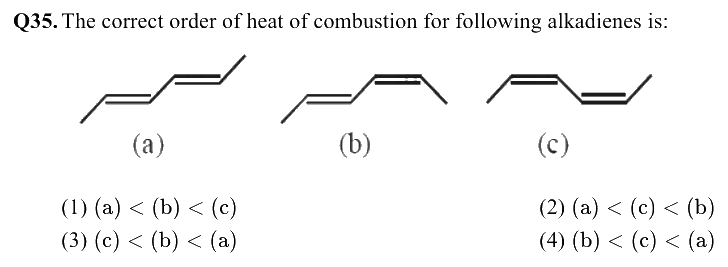 Q35. The correct order of heat of combustion for following alkadienes is:
(a) (b) (c)
(1) (a) < (b) < (c) (2) (a) < (c) < (b)
(3) (c) < (b) < (a) (4) (b) < (c) < (a)